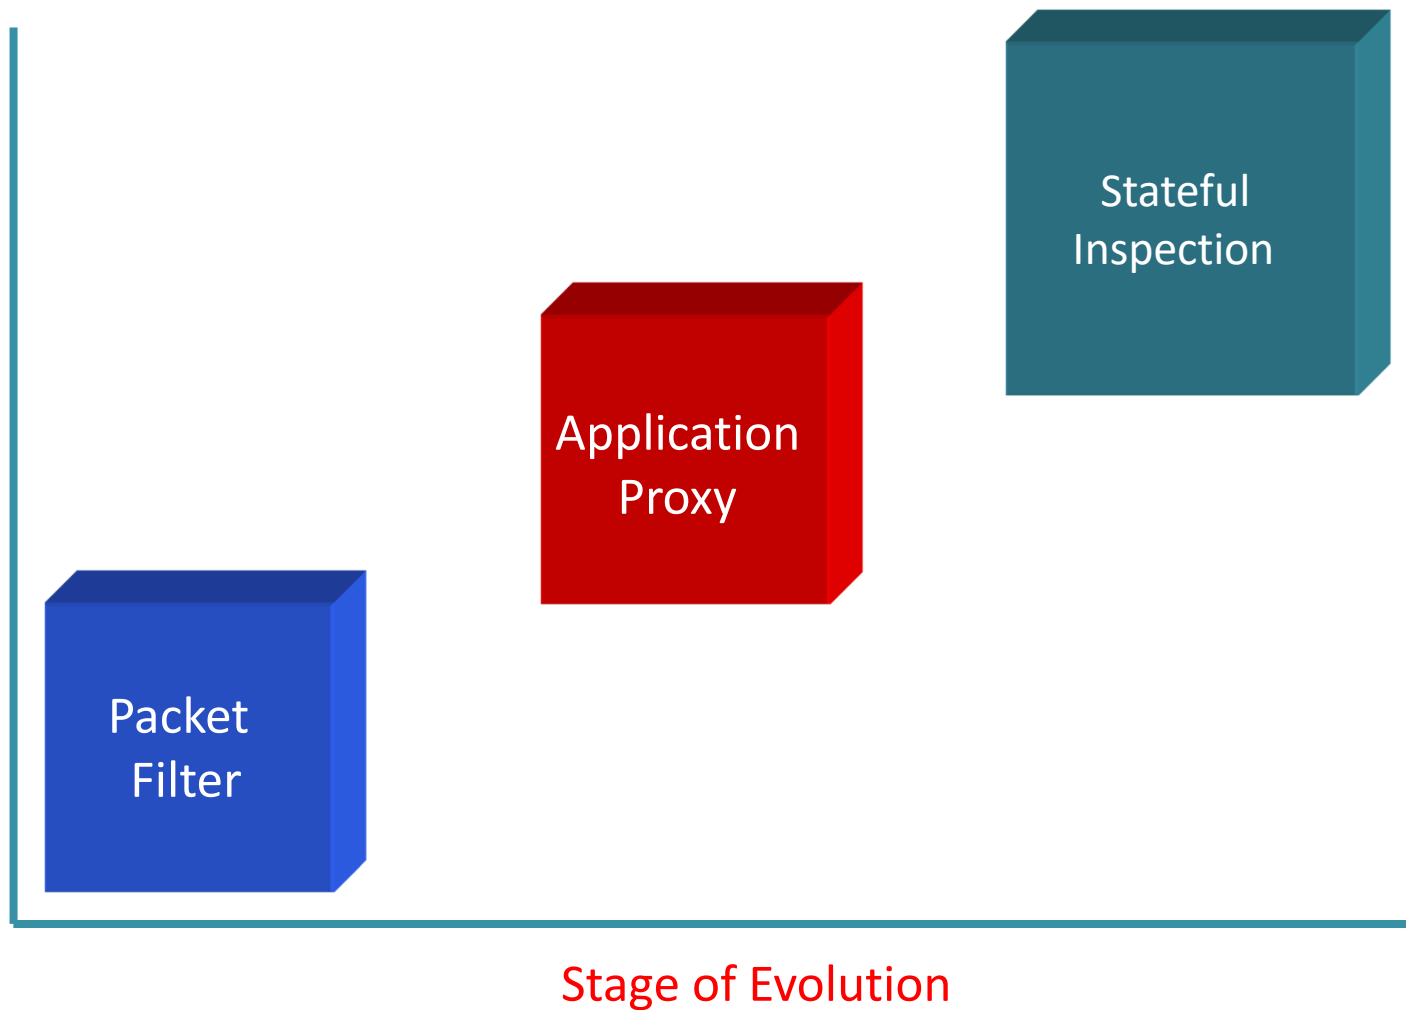 Stateful
Inspection
Application
Proxy
Packet
Filter
Stage of Evolution